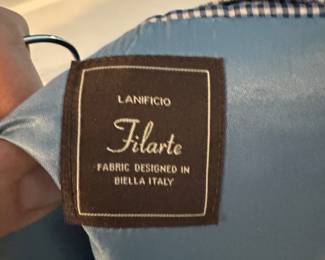 LANIFICIO
Filarte
FABRIC DESIGNED IN
BIELLA ITALY